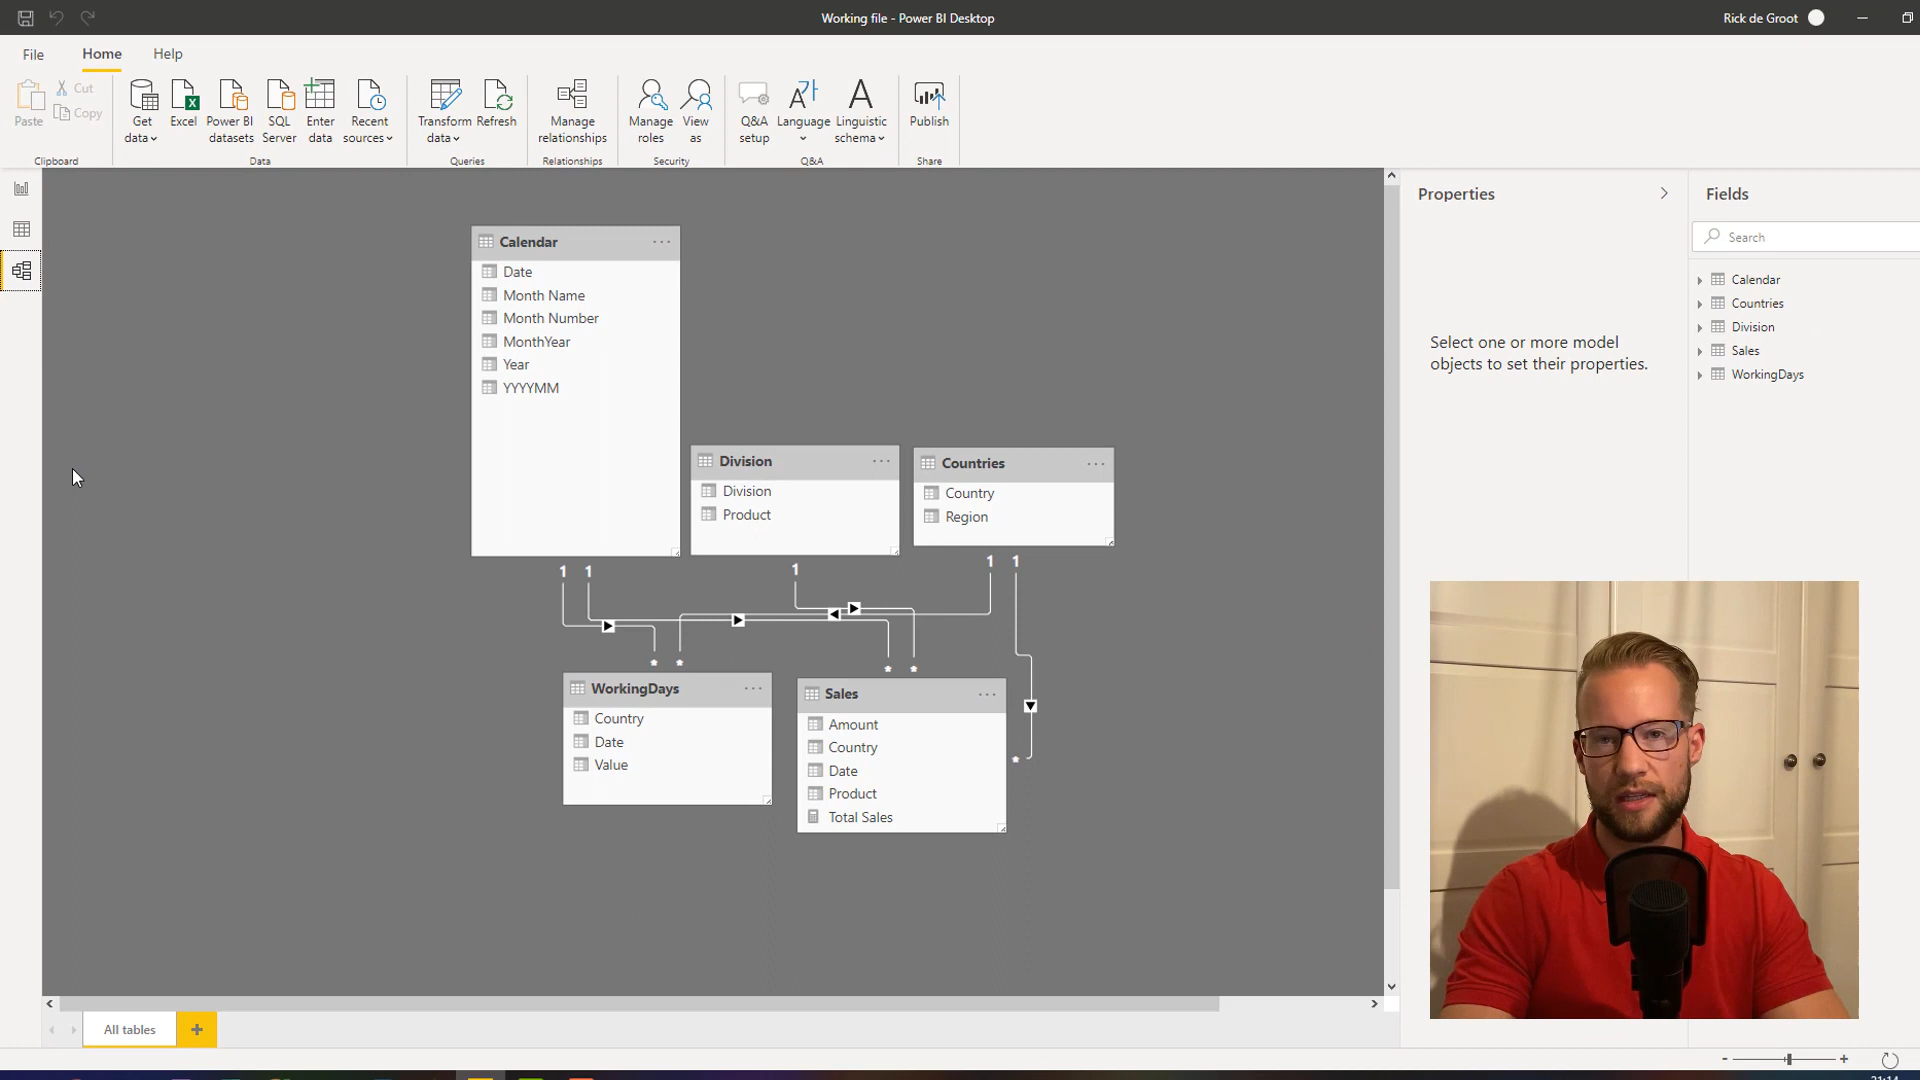 Working file - Power BI Desktop
Rick de Groot
File
Home
Help
Paste
Cut
Copy
Clipboard
Get data
Excel
Power BI datasets
SQL Server
Enter data
Recent sources
Data
Transform data
Refresh
Queries
Manage relationships
Relationships
Manage roles
View as
Security
Q&A setup
Language
Linguistic schema
Q&A
Publish
Share
Calendar
Date
Month Name
Month Number
MonthYear
Year
YYYYMM
Division
Division
Product
Countries
Country
Region
1 1
1
1 1
* *
* *
*
WorkingDays
Country
Date
Value
Sales
Amount
Country
Date
Product
Total Sales
Properties
Select one or more model
objects to set their properties.
Fields
Search
Calendar
Countries
Division
Sales
WorkingDays
All tables